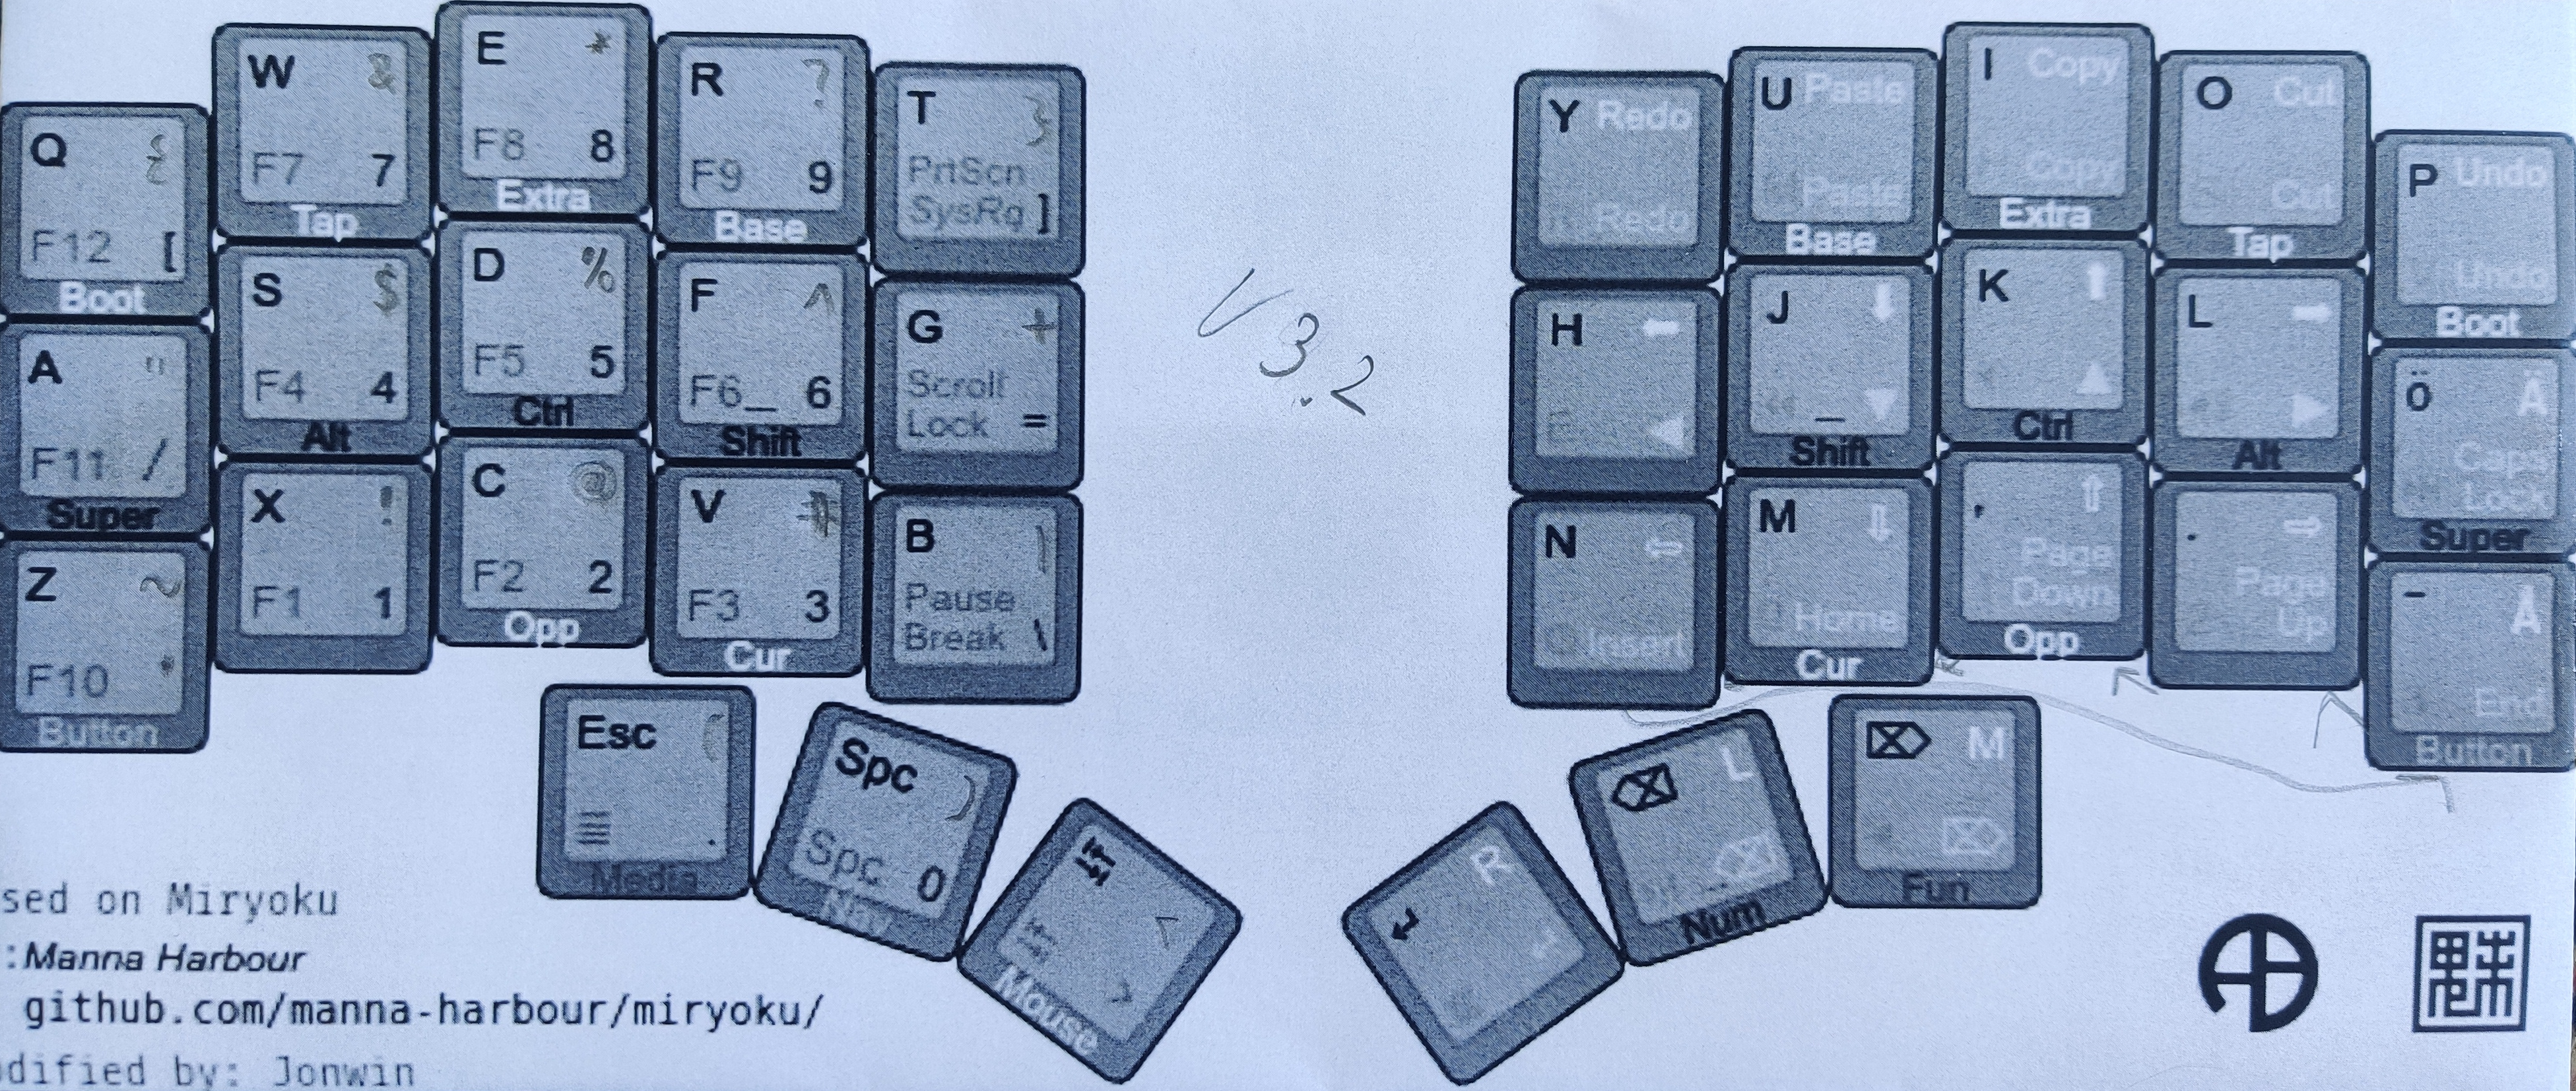 Q F12 [ Boot
W & F7 7 Tap
E * F8 8 Extra
R ? F9 9 Base
T } PrtScn SysRq ]
Y Redo Redo
U Paste Paste Base
I Copy Copy Extra
O Cut Cut Tap
P Undo Undo Boot
A " F11 / Super
S $ F4 4 Alt
D % F5 5 Ctrl
F ^ F6 _ 6 Shift
G + Scroll Lock =
V 3.2
H ⬅ ◀
J ⬇ _ ▼ Shift
K ⬆ ▲ Ctrl
L ➡ ▶ Alt
Ö Ä Caps Lock Super
Z ~ F10 Button
X ! F1 1
C @ F2 2 Opp
V # F3 3 Cur
B | Pause Break \
N ⇦ Insert
M ⇩ Home Cur
, ⇧ Page Down Opp
. ⇨ Page Up
- Å End Button
Esc ( . Media
Spc ) Spc 0 Nav
< > Mouse
R
L Num
M Fun
sed on Miryoku
: Manna Harbour
github.com/manna-harbour/miryoku/
dified by: Jonwin